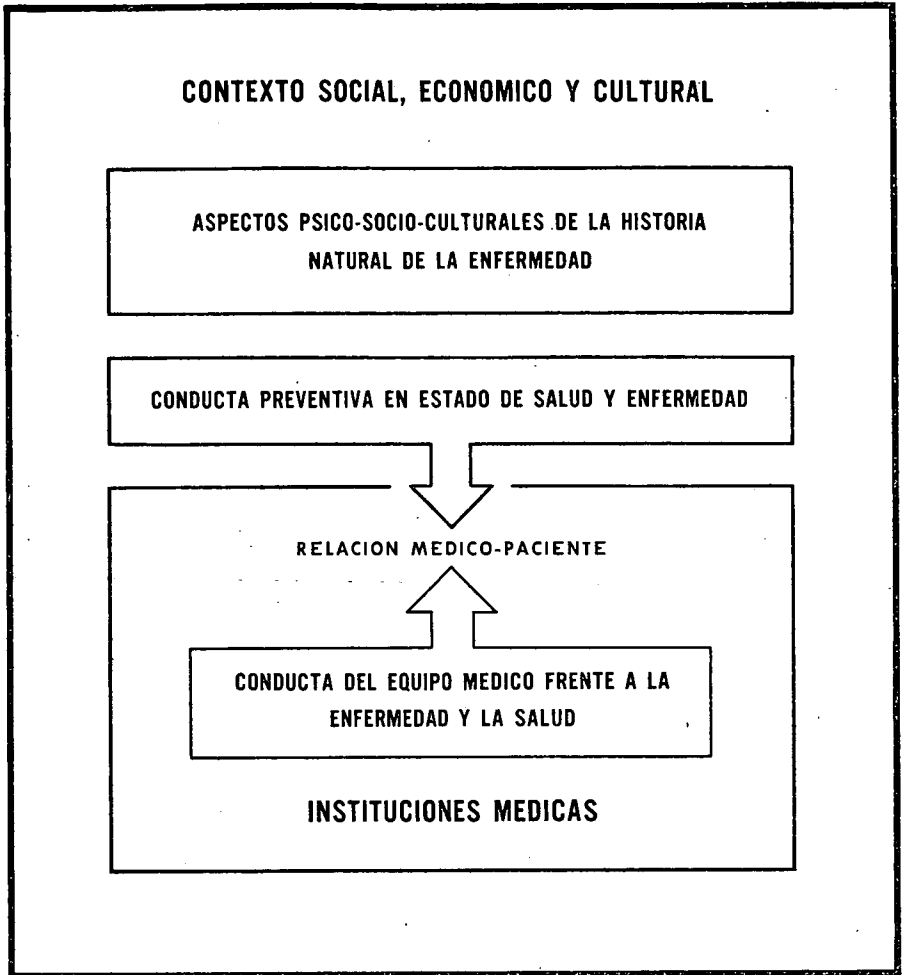 CONTEXTO SOCIAL, ECONOMICO Y CULTURAL
ASPECTOS PSICO-SOCIO-CULTURALES DE LA HISTORIA
NATURAL DE LA ENFERMEDAD
CONDUCTA PREVENTIVA EN ESTADO DE SALUD Y ENFERMEDAD
RELACION MEDICO-PACIENTE
CONDUCTA DEL EQUIPO MEDICO FRENTE A LA
ENFERMEDAD Y LA SALUD
INSTITUCIONES MEDICAS